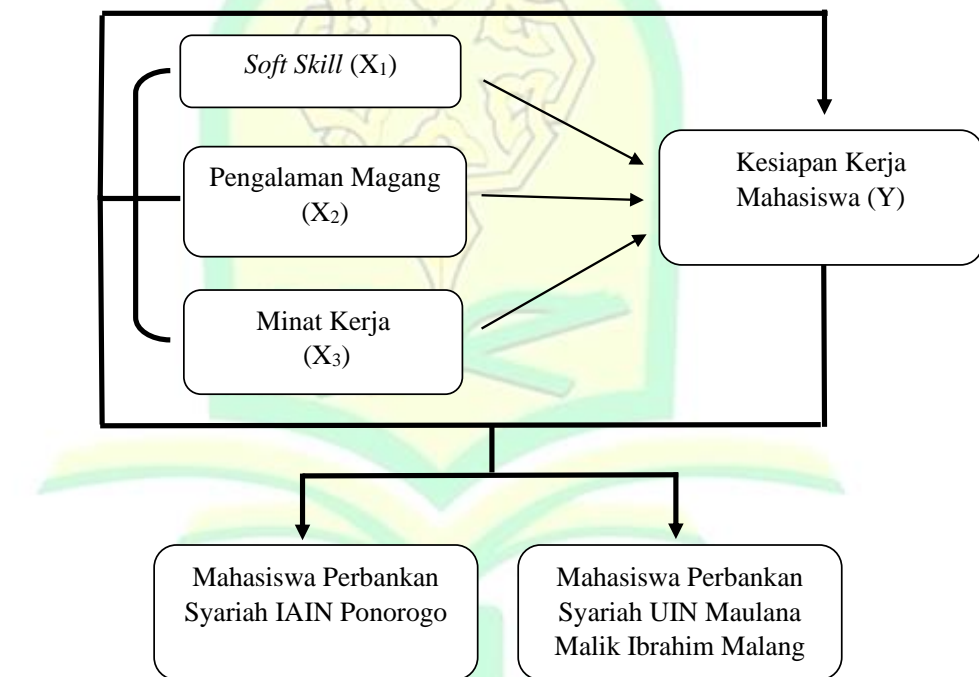 Soft Skill (X₁)
Pengalaman Magang
(X₂)
Minat Kerja
(X₃)
Kesiapan Kerja
Mahasiswa (Y)
Mahasiswa Perbankan
Syariah IAIN Ponorogo
Mahasiswa Perbankan
Syariah UIN Maulana
Malik Ibrahim Malang